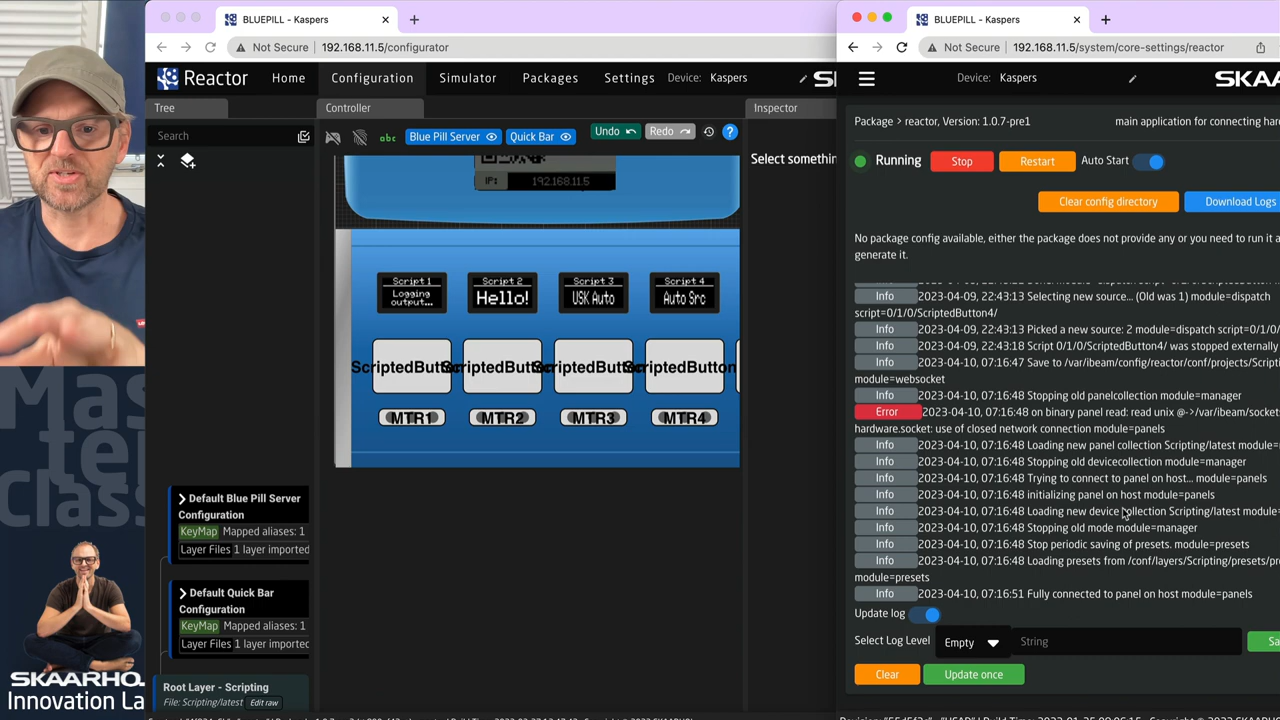 BLUEPILL - Kaspers
Not Secure 192.168.11.5/configurator
Reactor Home Configuration Simulator Packages Settings Device: Kaspers SK
Tree Controller Inspector
Search
abc Blue Pill Server Quick Bar Undo Redo ?
Select somethin
IP: 192.168.11.5
Script 1 Script 2 Script 3 Script 4
Logging output... Hello! USK Auto Auto Src
ScriptedButt ScriptedButt ScriptedButt ScriptedButton
MTR1 MTR2 MTR3 MTR4
Default Blue Pill Server
Configuration
KeyMap Mapped aliases: 1
Layer Files 1 layer imported
Default Quick Bar
Configuration
KeyMap Mapped aliases: 1
Layer Files 1 layer imported
Root Layer - Scripting
File: Scripting/latest Edit raw
BLUEPILL - Kaspers
Not Secure 192.168.11.5/system/core-settings/reactor
Device: Kaspers SKAA
Package > reactor, Version: 1.0.7-pre1 main application for connecting har
Running Stop Restart Auto Start
Clear config directory Download Logs
No package config available, either the package does not provide any or you need to run it a
generate it.
Info 2023-04-09, 22:43:13 Selecting new source... (Old was 1) module=dispatch
script=0/1/0/ScriptedButton4/
Info 2023-04-09, 22:43:13 Picked a new source: 2 module=dispatch script=0/1/0/
Info 2023-04-09, 22:43:18 Script 0/1/0/ScriptedButton4/ was stopped externally
Info 2023-04-10, 07:16:47 Save to /var/ibeam/config/reactor/conf/projects/
module=websocket
Info 2023-04-10, 07:16:48 Stopping old panelcollection module=manager
Error 2023-04-10, 07:16:48 on binary panel read: read unix @->/var/ibeam/sockets
hardware.socket: use of closed network connection module=panels
Info 2023-04-10, 07:16:48 Loading new panel collection Scripting/latest module=
Info 2023-04-10, 07:16:48 Stopping old devicecollection module=manager
Info 2023-04-10, 07:16:48 Trying to connect to panel on host... module=panels
Info 2023-04-10, 07:16:48 initializing panel on host module=panels
Info 2023-04-10, 07:16:48 Loading new device collection Scripting/latest module=
Info 2023-04-10, 07:16:48 Stopping old mode module=manager
Info 2023-04-10, 07:16:48 Stop periodic saving of presets. module=presets
Info 2023-04-10, 07:16:48 Loading presets from /conf/layers/Scripting/presets/pr
module=presets
Info 2023-04-10, 07:16:51 Fully connected to panel on host module=panels
Update log
Select Log Level Empty String Sa
Clear Update once
Mas
ter
Class
SKAARHO
Innovation La